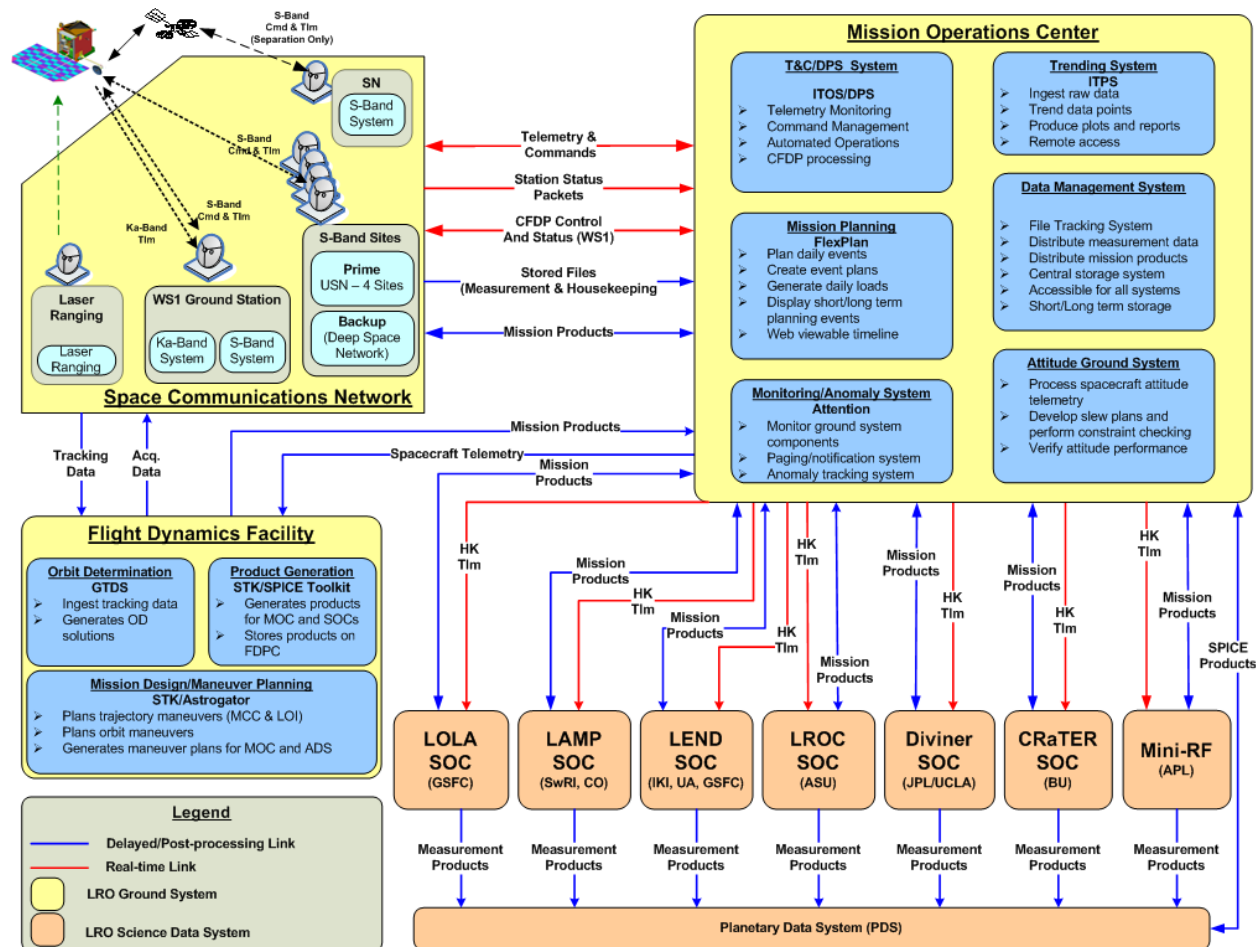 S-Band
Cmd & Tlm
(Separation Only)
SN
S-Band
System
S-Band
Cmd & Tlm
S-Band
Cmd & Tlm
Ka-Band
Tlm
S-Band Sites
Prime
USN – 4 Sites
Backup
(Deep Space
Network)
Laser
Ranging
Laser
Ranging
WS1 Ground Station
Ka-Band
System
S-Band
System
Space Communications Network
Telemetry &
Commands
Station Status
Packets
CFDP Control
And Status (WS1)
Stored Files
(Measurement & Housekeeping
Mission Products
Mission Operations Center
T&C/DPS System
ITOS/DPS
➢ Telemetry Monitoring
➢ Command Management
➢ Automated Operations
➢ CFDP processing
Trending System
ITPS
➢ Ingest raw data
➢ Trend data points
➢ Produce plots and reports
➢ Remote access
Mission Planning
FlexPlan
➢ Plan daily events
➢ Create event plans
➢ Generate daily loads
➢ Display short/long term
planning events
➢ Web viewable timeline
Data Management System
➢ File Tracking System
➢ Distribute measurement data
➢ Distribute mission products
➢ Central storage system
➢ Accessible for all systems
➢ Short/Long term storage
Monitoring/Anomaly System
Attention
➢ Monitor ground system
components
➢ Paging/notification system
➢ Anomaly tracking system
Attitude Ground System
➢ Process spacecraft attitude
telemetry
➢ Develop slew plans and
perform constraint checking
➢ Verify attitude performance
Tracking
Data
Acq.
Data
Mission Products
Spacecraft Telemetry
Mission
Products
Flight Dynamics Facility
Orbit Determination
GTDS
➢ Ingest tracking data
➢ Generates OD
solutions
Product Generation
STK/SPICE Toolkit
➢ Generates products
for MOC and SOCs
➢ Stores products on
FDPC
Mission Design/Maneuver Planning
STK/Astrogator
➢ Plans trajectory maneuvers (MCC & LOI)
➢ Plans orbit maneuvers
➢ Generates maneuver plans for MOC and ADS
HK
Tlm
Mission
Products
HK
Tlm
Mission
Products
HK
Tlm
HK
Tlm
Mission
Products
Mission
Products
HK
Tlm
Mission
Products
HK
Tlm
HK
Tlm
Mission
Products
SPICE
Products
LOLA
SOC
(GSFC)
LAMP
SOC
(SwRI, CO)
LEND
SOC
(IKI, UA, GSFC)
LROC
SOC
(ASU)
Diviner
SOC
(JPL/UCLA)
CRaTER
SOC
(BU)
Mini-RF
(APL)
Measurement
Products
Measurement
Products
Measurement
Products
Measurement
Products
Measurement
Products
Measurement
Products
Measurement
Products
Planetary Data System (PDS)
Legend
Delayed/Post-processing Link
Real-time Link
LRO Ground System
LRO Science Data System